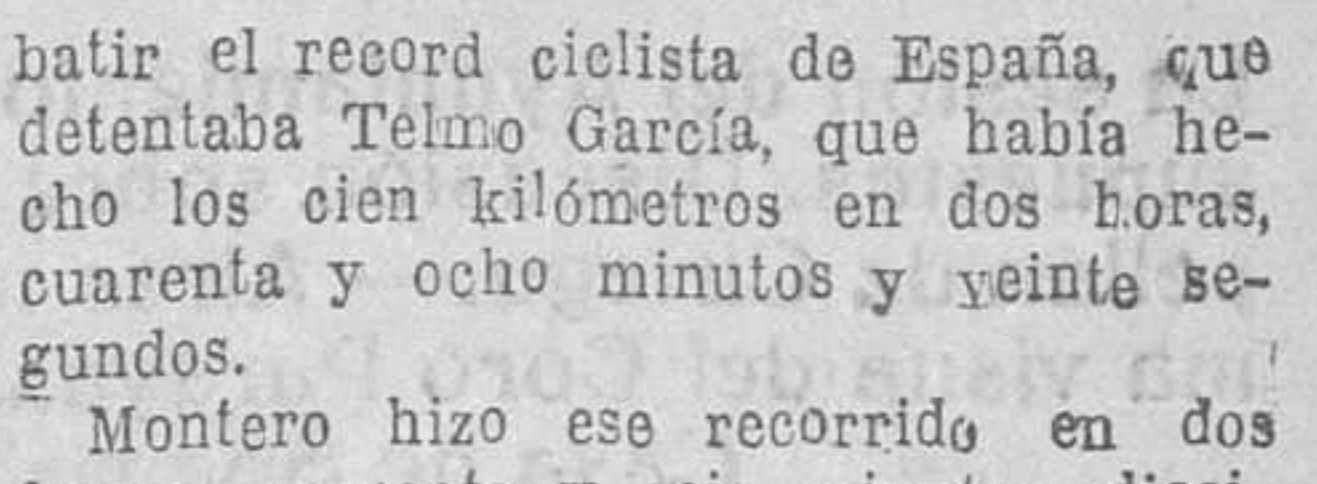 batir el record ciclista de España, que
detentaba Telmo García, que había he-
cho los cien kilómetros en dos horas,
cuarenta y ocho minutos y veinte se-
gundos.
Montero hizo ese recorrido en dos